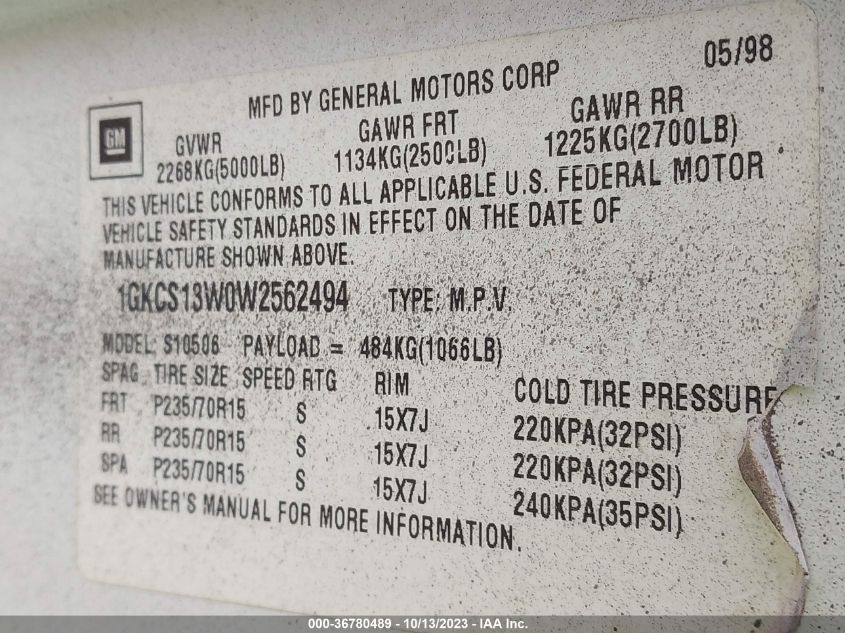 05/98
MFD BY GENERAL MOTORS CORP
GM
GVWR GAWR FRT GAWR RR
2268KG(5000LB) 1134KG(2500LB) 1225KG(2700LB)
THIS VEHICLE CONFORMS TO ALL APPLICABLE U.S. FEDERAL MOTOR
VEHICLE SAFETY STANDARDS IN EFFECT ON THE DATE OF
MANUFACTURE SHOWN ABOVE.
1GKCS13W0W2562494 TYPE: M.P.V.
MODEL: S10506 PAYLOAD = 484KG(1066LB)
SPAG TIRE SIZE SPEED RTG RIM COLD TIRE PRESSURE
FRT P235/70R15 S 15X7J 220KPA(32PSI)
RR P235/70R15 S 15X7J 220KPA(32PSI)
SPA P235/70R15 S 15X7J 240KPA(35PSI)
SEE OWNER'S MANUAL FOR MORE INFORMATION.
000-36780489 - 10/13/2023 - IAA Inc.